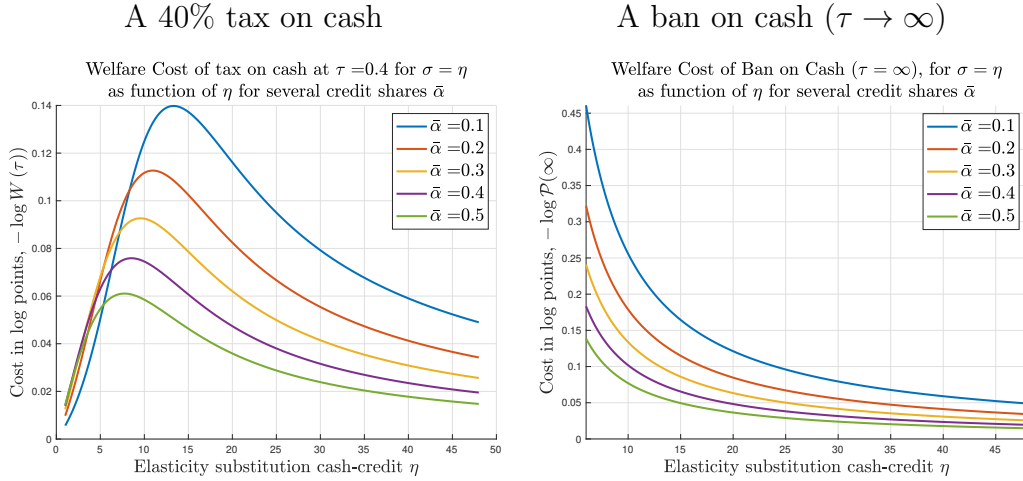 A 40% tax on cash
Welfare Cost of tax on cash at τ =0.4 for σ = η
as function of η for several credit shares ᾱ
Cost in log points, − log W (τ))
0.14
0.12
0.1
0.08
0.06
0.04
0.02
0
ᾱ =0.1
ᾱ =0.2
ᾱ =0.3
ᾱ =0.4
ᾱ =0.5
0 5 10 15 20 25 30 35 40 45 50
Elasticity substitution cash-credit η
A ban on cash (τ → ∞)
Welfare Cost of Ban on Cash (τ = ∞), for σ = η
as function of η for several credit shares ᾱ
Cost in log points, − log 𝒫(∞)
0.45
0.4
0.35
0.3
0.25
0.2
0.15
0.1
0.05
0
ᾱ =0.1
ᾱ =0.2
ᾱ =0.3
ᾱ =0.4
ᾱ =0.5
10 15 20 25 30 35 40 45
Elasticity substitution cash-credit η